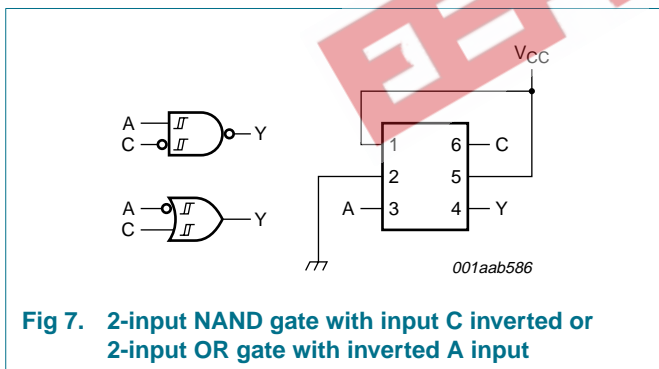 VCC
A
C
Y
A
C
Y
1
6
C
2
5
A
3
4
Y
001aab586
Fig 7. 2-input NAND gate with input C inverted or
2-input OR gate with inverted A input